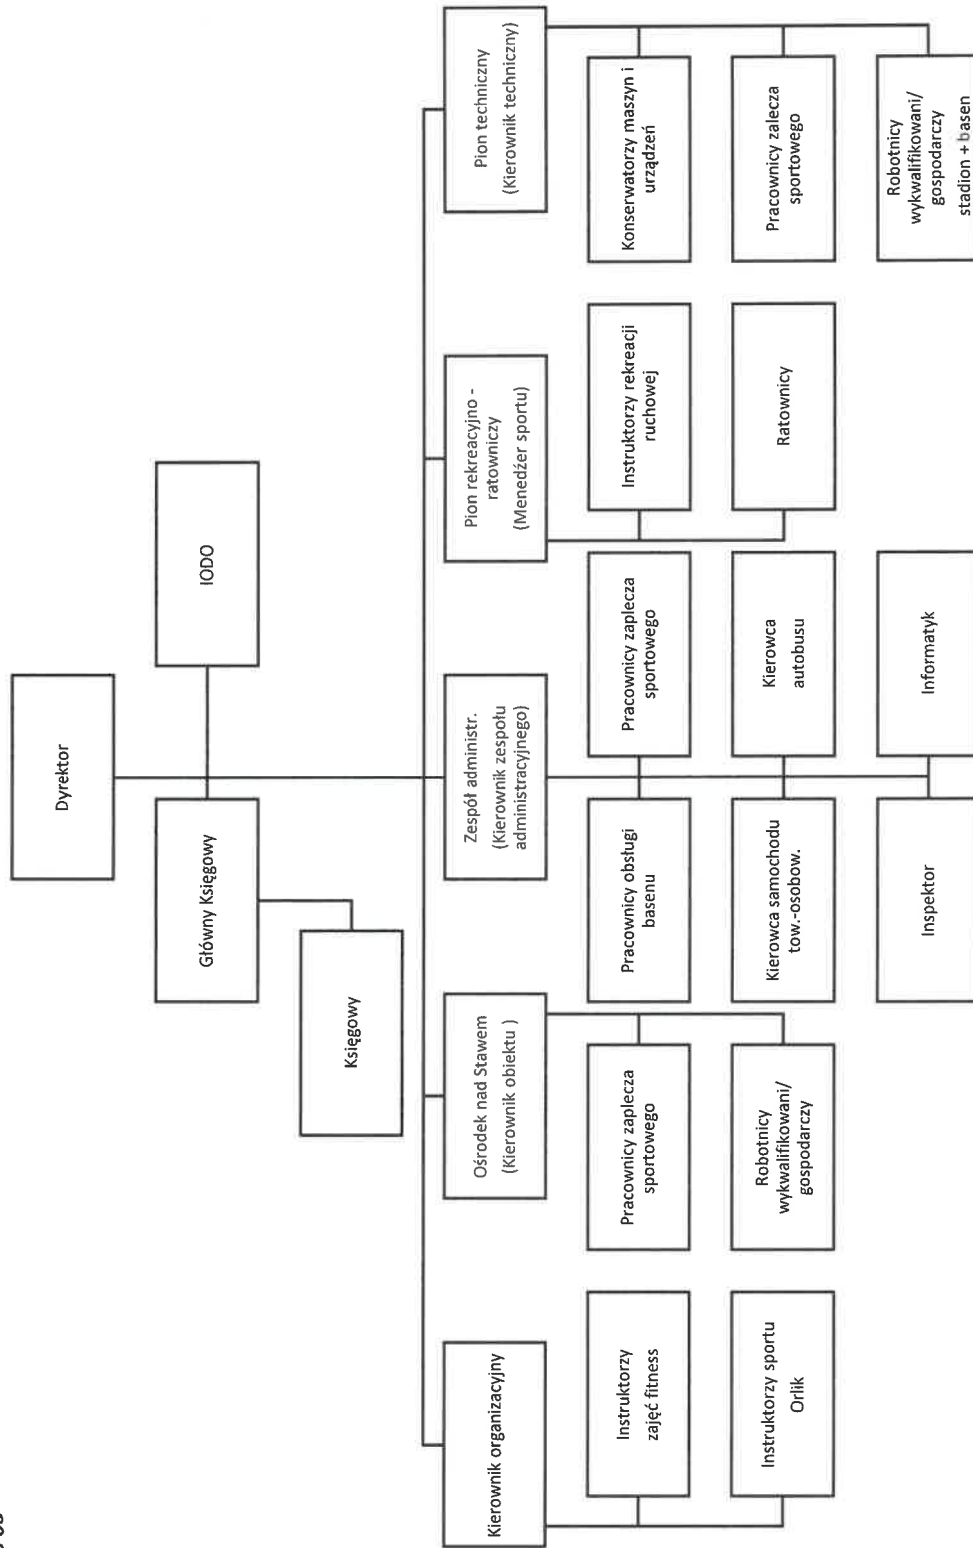 Dyrektor
Główny Księgowy
IODO
Księgowy
Kierownik organizacyjny
Ośrodek nad Stawem
(Kierownik obiektu )
Zespół administr.
(Kierownik zespołu
administracyjnego)
Pion rekreacyjno -
ratowniczy
(Menedżer sportu)
Pion techniczny
(Kierownik techniczny)
Instruktorzy
zajęć fitness
Pracownicy zaplecza
sportowego
Pracownicy obsługi
basenu
Pracownicy zaplecza
sportowego
Instruktorzy rekreacji
ruchowej
Konserwatorzy maszyn i
urządzeń
Instruktorzy sportu
Orlik
Robotnicy
wykwalifikowani/
gospodarczy
Kierowca samochodu
tow.-osobow.
Kierowca
autobusu
Ratownicy
Pracownicy zalecza
sportowego
Inspektor
Informatyk
Robotnicy
wykwalifikowani/
gospodarczy
stadion + basen